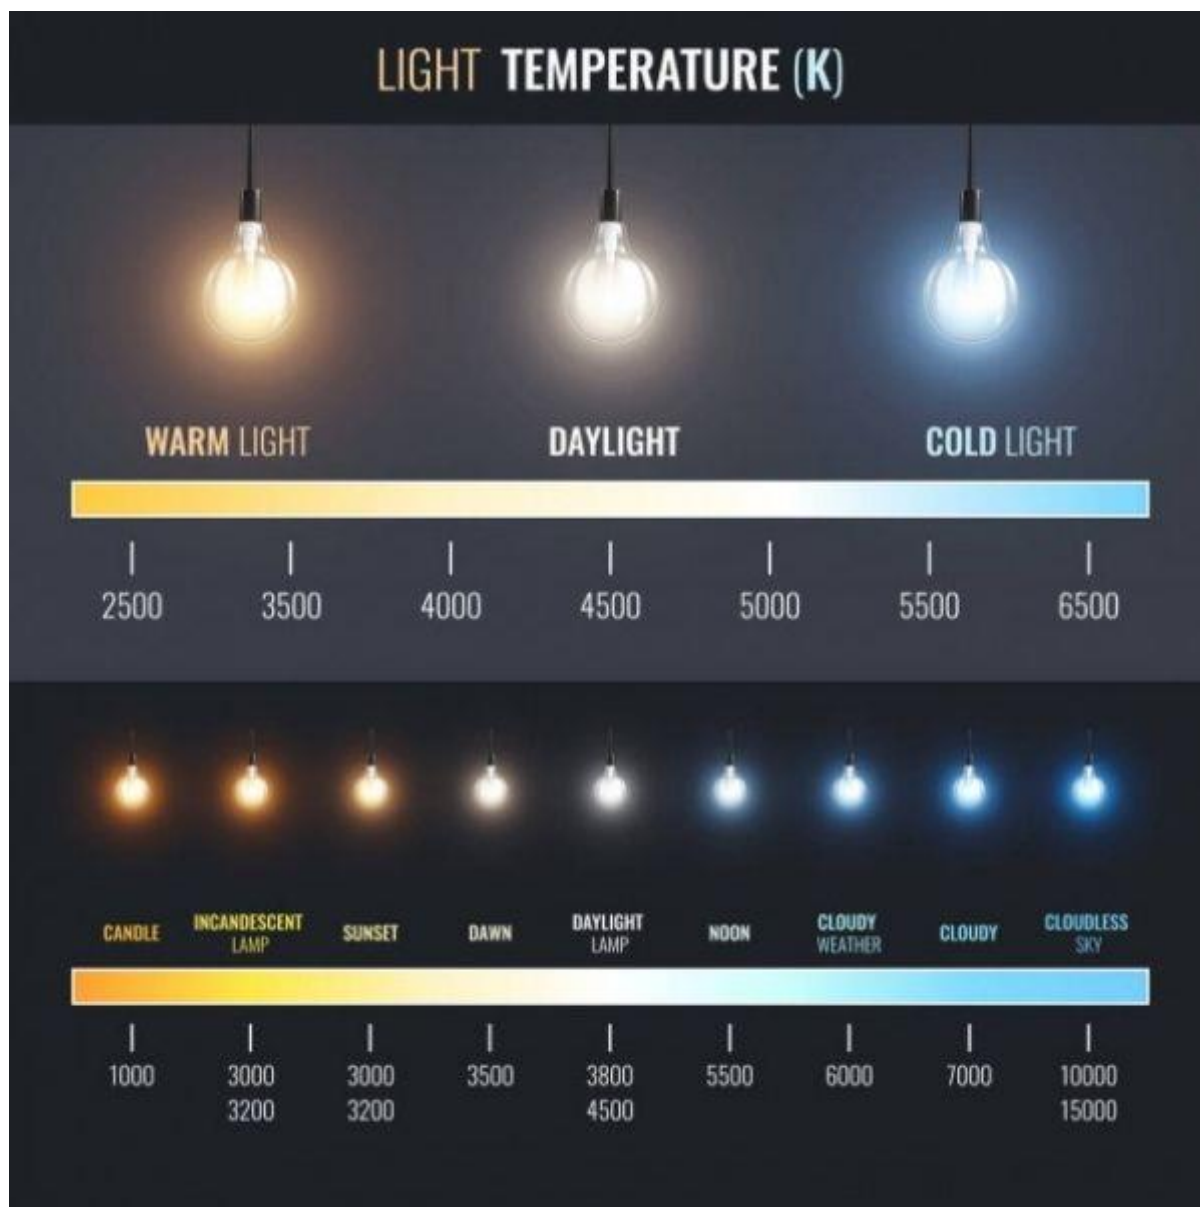 LIGHT TEMPERATURE (K)
WARM LIGHT
DAYLIGHT
COLD LIGHT
2500 3500 4000 4500 5000 5500 6500
CANDLE
INCANDESCENT
LAMP
SUNSET
DAWN
DAYLIGHT
LAMP
NOON
CLOUDY
WEATHER
CLOUDY
CLOUDLESS
SKY
1000
3000
3200
3000
3200
3500
3800
4500
5500
6000
7000
10000
15000